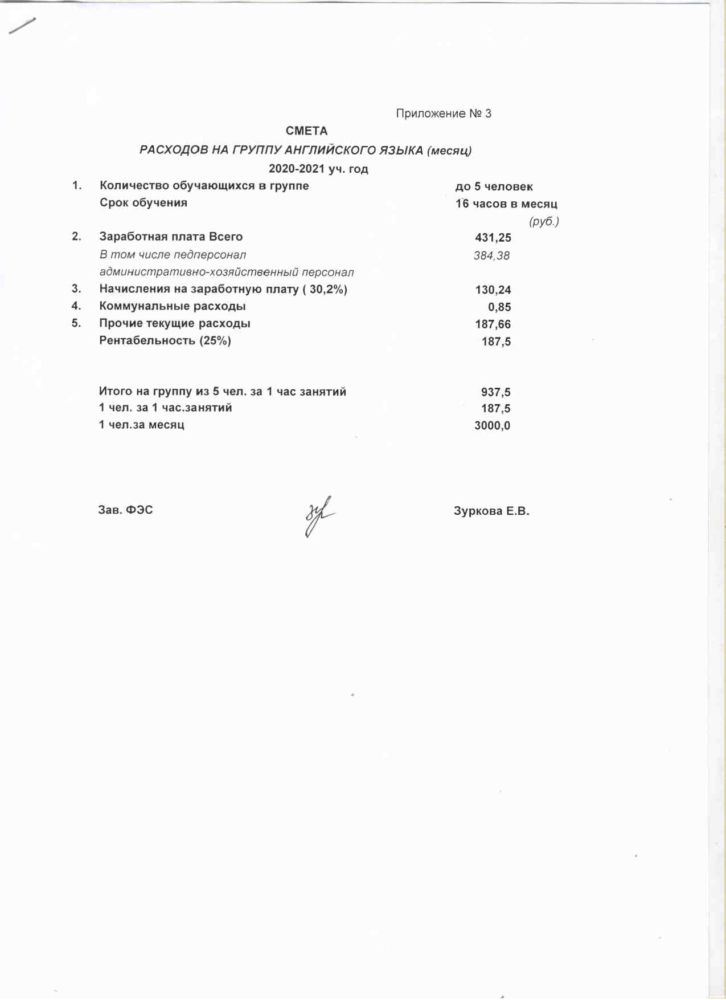 Приложение № 3
СМЕТА
РАСХОДОВ НА ГРУППУ АНГЛИЙСКОГО ЯЗЫКА (месяц)
2020-2021 уч. год
1. Количество обучающихся в группе до 5 человек
Срок обучения 16 часов в месяц
(руб.)
2. Заработная плата Всего 431,25
В том числе педперсонал 384,38
административно-хозяйственный персонал
3. Начисления на заработную плату ( 30,2%) 130,24
4. Коммунальные расходы 0,85
5. Прочие текущие расходы 187,66
Рентабельность (25%) 187,5
Итого на группу из 5 чел. за 1 час занятий 937,5
1 чел. за 1 час.занятий 187,5
1 чел.за месяц 3000,0
Зав. ФЭС Зуркова Е.В.